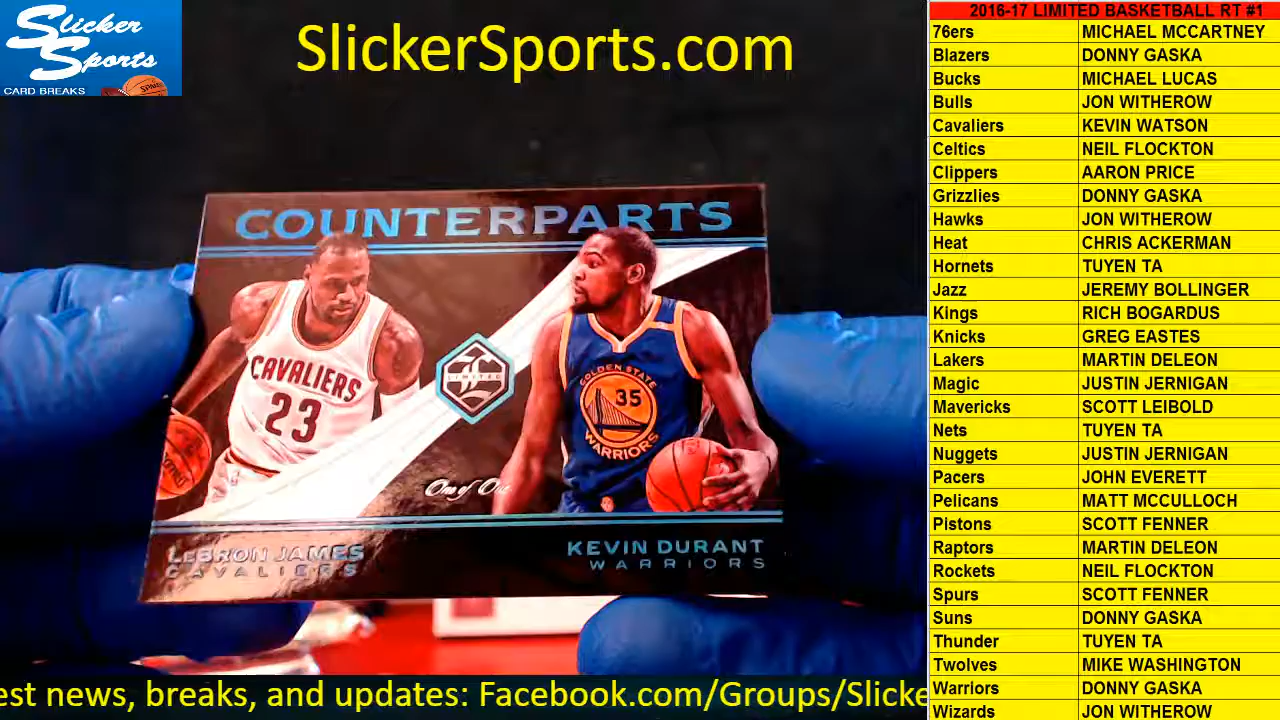 Slicker
Sports
CARD BREAKS
SlickerSports.com
COUNTERPARTS
CAVALIERS
23
LIMITED
GOLDEN STATE
35
WARRIORS
One of One
LeBRON JAMES
CAVALIERS
KEVIN DURANT
WARRIORS
est news, breaks, and updates: Facebook.com/Groups/Slicke
2016-17 LIMITED BASKETBALL RT #1
76ers MICHAEL MCCARTNEY
Blazers DONNY GASKA
Bucks MICHAEL LUCAS
Bulls JON WITHEROW
Cavaliers KEVIN WATSON
Celtics NEIL FLOCKTON
Clippers AARON PRICE
Grizzlies DONNY GASKA
Hawks JON WITHEROW
Heat CHRIS ACKERMAN
Hornets TUYEN TA
Jazz JEREMY BOLLINGER
Kings RICH BOGARDUS
Knicks GREG EASTES
Lakers MARTIN DELEON
Magic JUSTIN JERNIGAN
Mavericks SCOTT LEIBOLD
Nets TUYEN TA
Nuggets JUSTIN JERNIGAN
Pacers JOHN EVERETT
Pelicans MATT MCCULLOCH
Pistons SCOTT FENNER
Raptors MARTIN DELEON
Rockets NEIL FLOCKTON
Spurs SCOTT FENNER
Suns DONNY GASKA
Thunder TUYEN TA
Twolves MIKE WASHINGTON
Warriors DONNY GASKA
Wizards JON WITHEROW